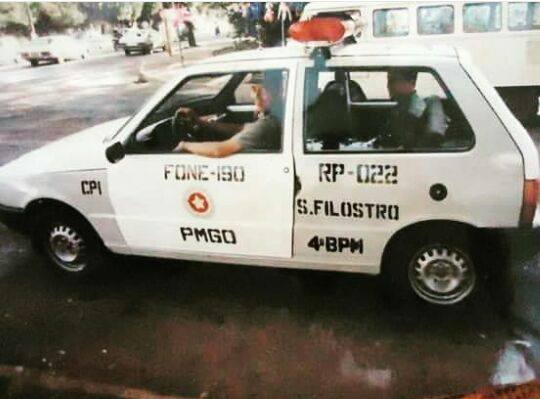 CPI
FONE-190
PMGO
RP-022
S.FILOSTRO
4ºBPM